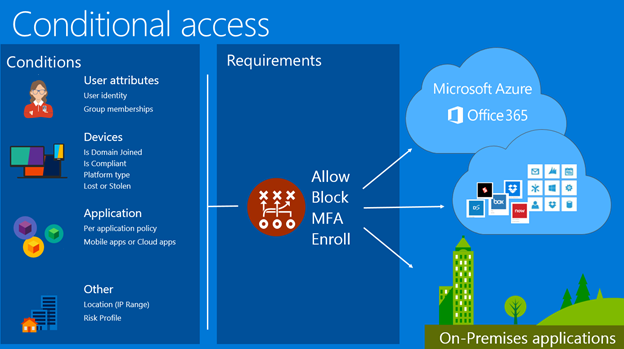 Conditional access
Conditions
User attributes
User identity
Group memberships
Devices
Is Domain Joined
Is Compliant
Platform type
Lost or Stolen
Application
Per application policy
Mobile apps or Cloud apps
Other
Location (IP Range)
Risk Profile
Requirements
Allow
Block
MFA
Enroll
Microsoft Azure
Office 365
box
now
On-Premises applications